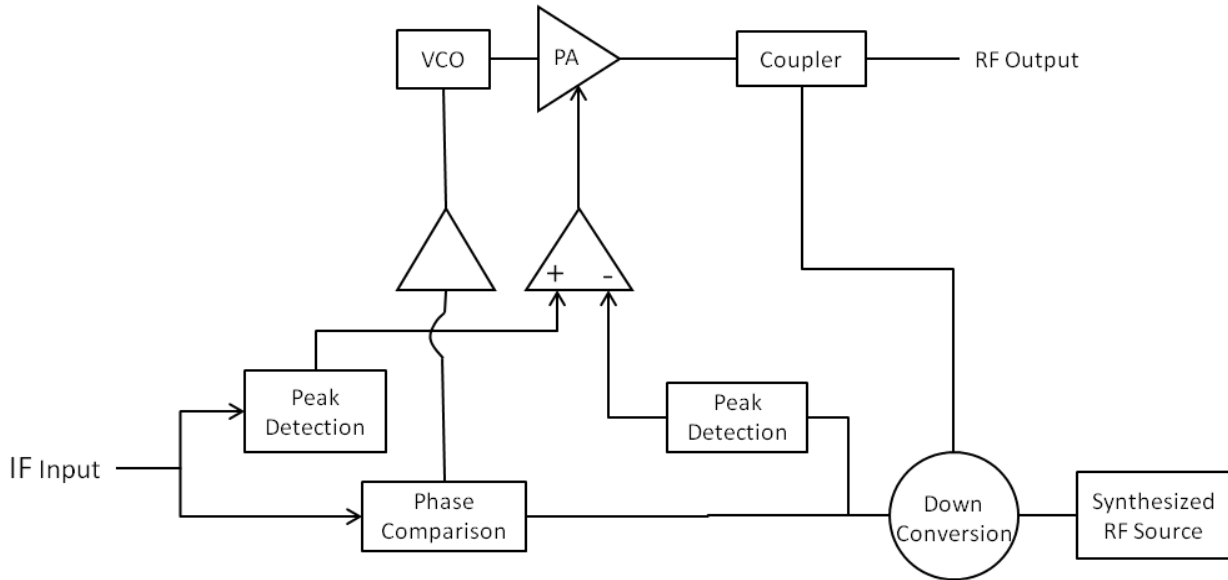 VCO
PA
Coupler
RF Output
+
-
Peak
Detection
Peak
Detection
IF Input
Phase
Comparison
Down
Conversion
Synthesized
RF Source